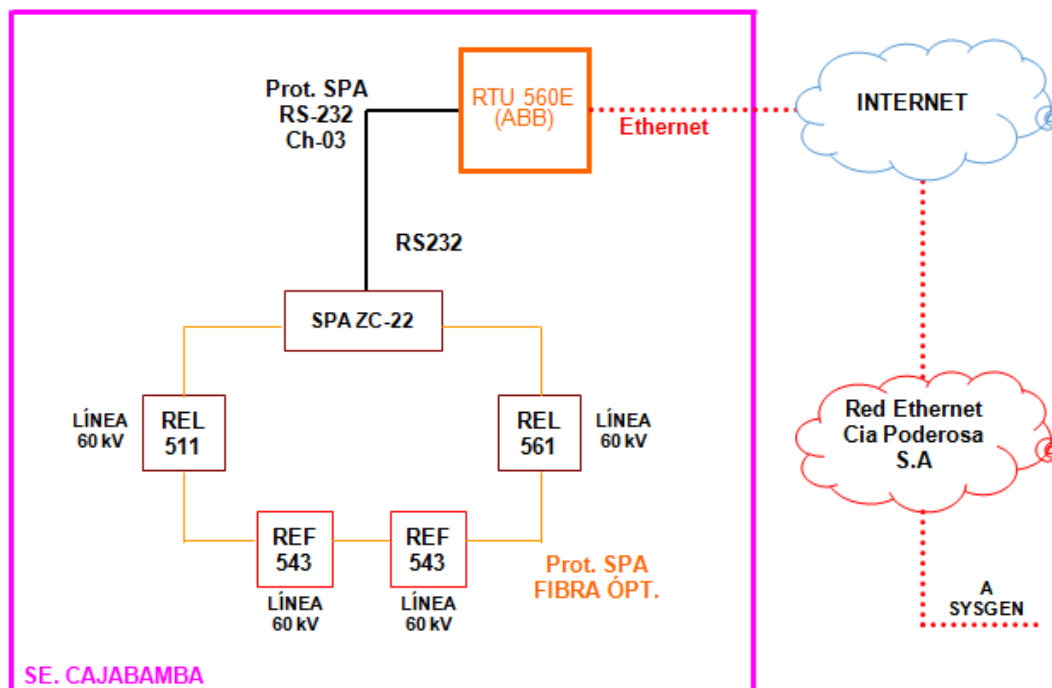 Prot. SPA
RS-232
Ch-03
RTU 560E
(ABB)
Ethernet
INTERNET
RS232
SPA ZC-22
LÍNEA
60 kV
REL
511
REL
561
LÍNEA
60 kV
Red Ethernet
Cia Poderosa
S.A
REF
543
REF
543
LÍNEA
60 kV
LÍNEA
60 kV
Prot. SPA
FIBRA ÓPT.
A
SYSGEN
SE. CAJABAMBA